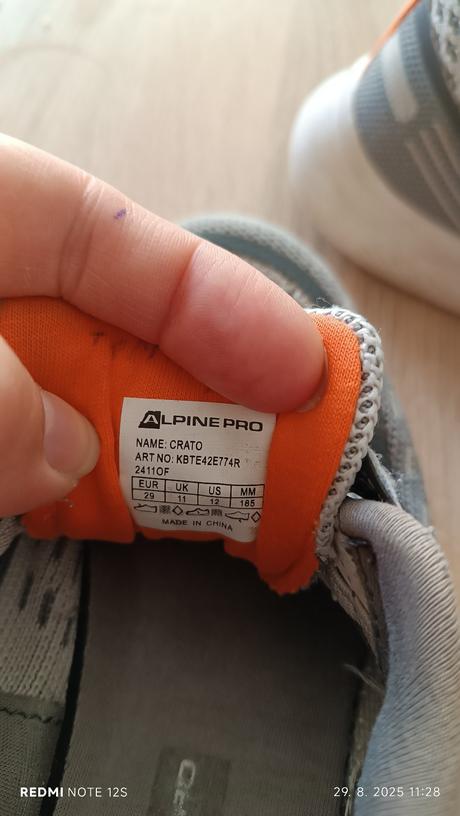 ALPINE PRO
NAME: CRATO
ART NO: KBTE42E774R
2411OF
EUR UK US MM
29 11 12 185
MADE IN CHINA
REDMI NOTE 12S
29. 8. 2025 11:28